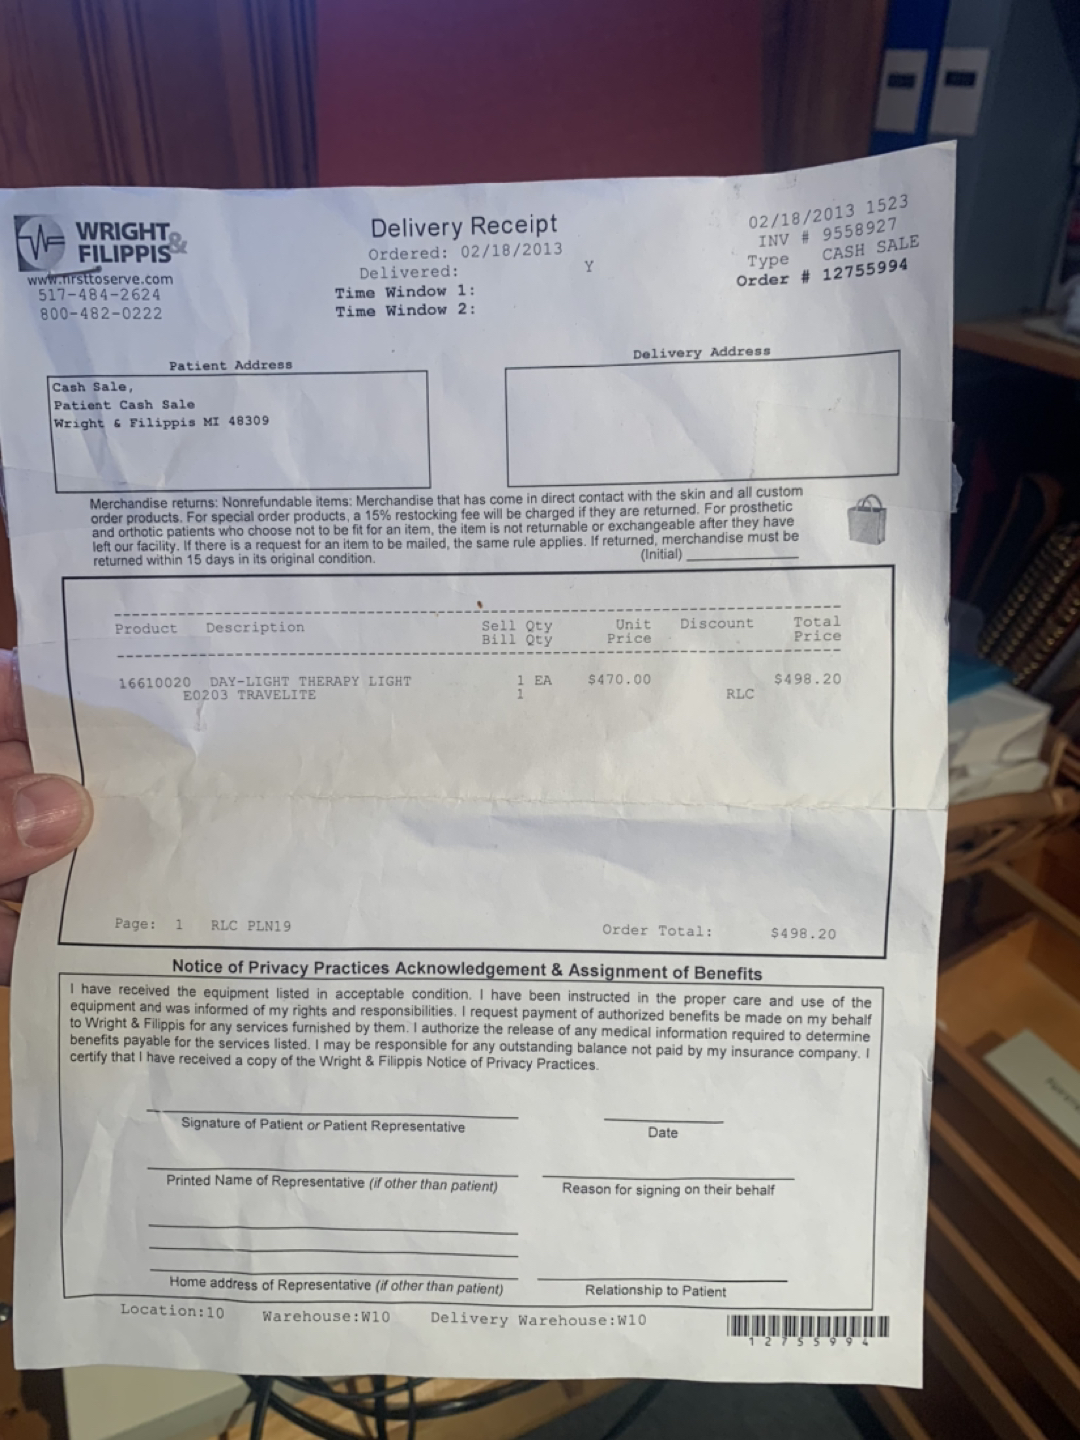 WRIGHT &
FILIPPIS
www.firsttoserve.com
517-484-2624
800-482-0222
Delivery Receipt
Ordered: 02/18/2013
Delivered: Y
Time Window 1:
Time Window 2:
02/18/2013 1523
INV # 9558927
Type CASH SALE
Order # 12755994
Patient Address
Cash Sale,
Patient Cash Sale
Wright & Filippis MI 48309
Delivery Address
Merchandise returns: Nonrefundable items: Merchandise that has come in direct contact with the skin and all custom
order products. For special order products, a 15% restocking fee will be charged if they are returned. For prosthetic
and orthotic patients who choose not to be fit for an item, the item is not returnable or exchangeable after they have
left our facility. If there is a request for an item to be mailed, the same rule applies. If returned, merchandise must be
returned within 15 days in its original condition. (Initial)
Product Description Sell Qty Unit Discount Total
Bill Qty Price Price
16610020 DAY-LIGHT THERAPY LIGHT 1 EA $470.00 $498.20
E0203 TRAVELITE 1 RLC
Page: 1 RLC PLN19 Order Total: $498.20
Notice of Privacy Practices Acknowledgement & Assignment of Benefits
I have received the equipment listed in acceptable condition. I have been instructed in the proper care and use of the
equipment and was informed of my rights and responsibilities. I request payment of authorized benefits be made on my behalf
to Wright & Filippis for any services furnished by them. I authorize the release of any medical information required to determine
benefits payable for the services listed. I may be responsible for any outstanding balance not paid by my insurance company. I
certify that I have received a copy of the Wright & Filippis Notice of Privacy Practices.
Signature of Patient or Patient Representative Date
Printed Name of Representative (if other than patient) Reason for signing on their behalf
Home address of Representative (if other than patient) Relationship to Patient
Location:10 Warehouse:W10 Delivery Warehouse:W10
12755994